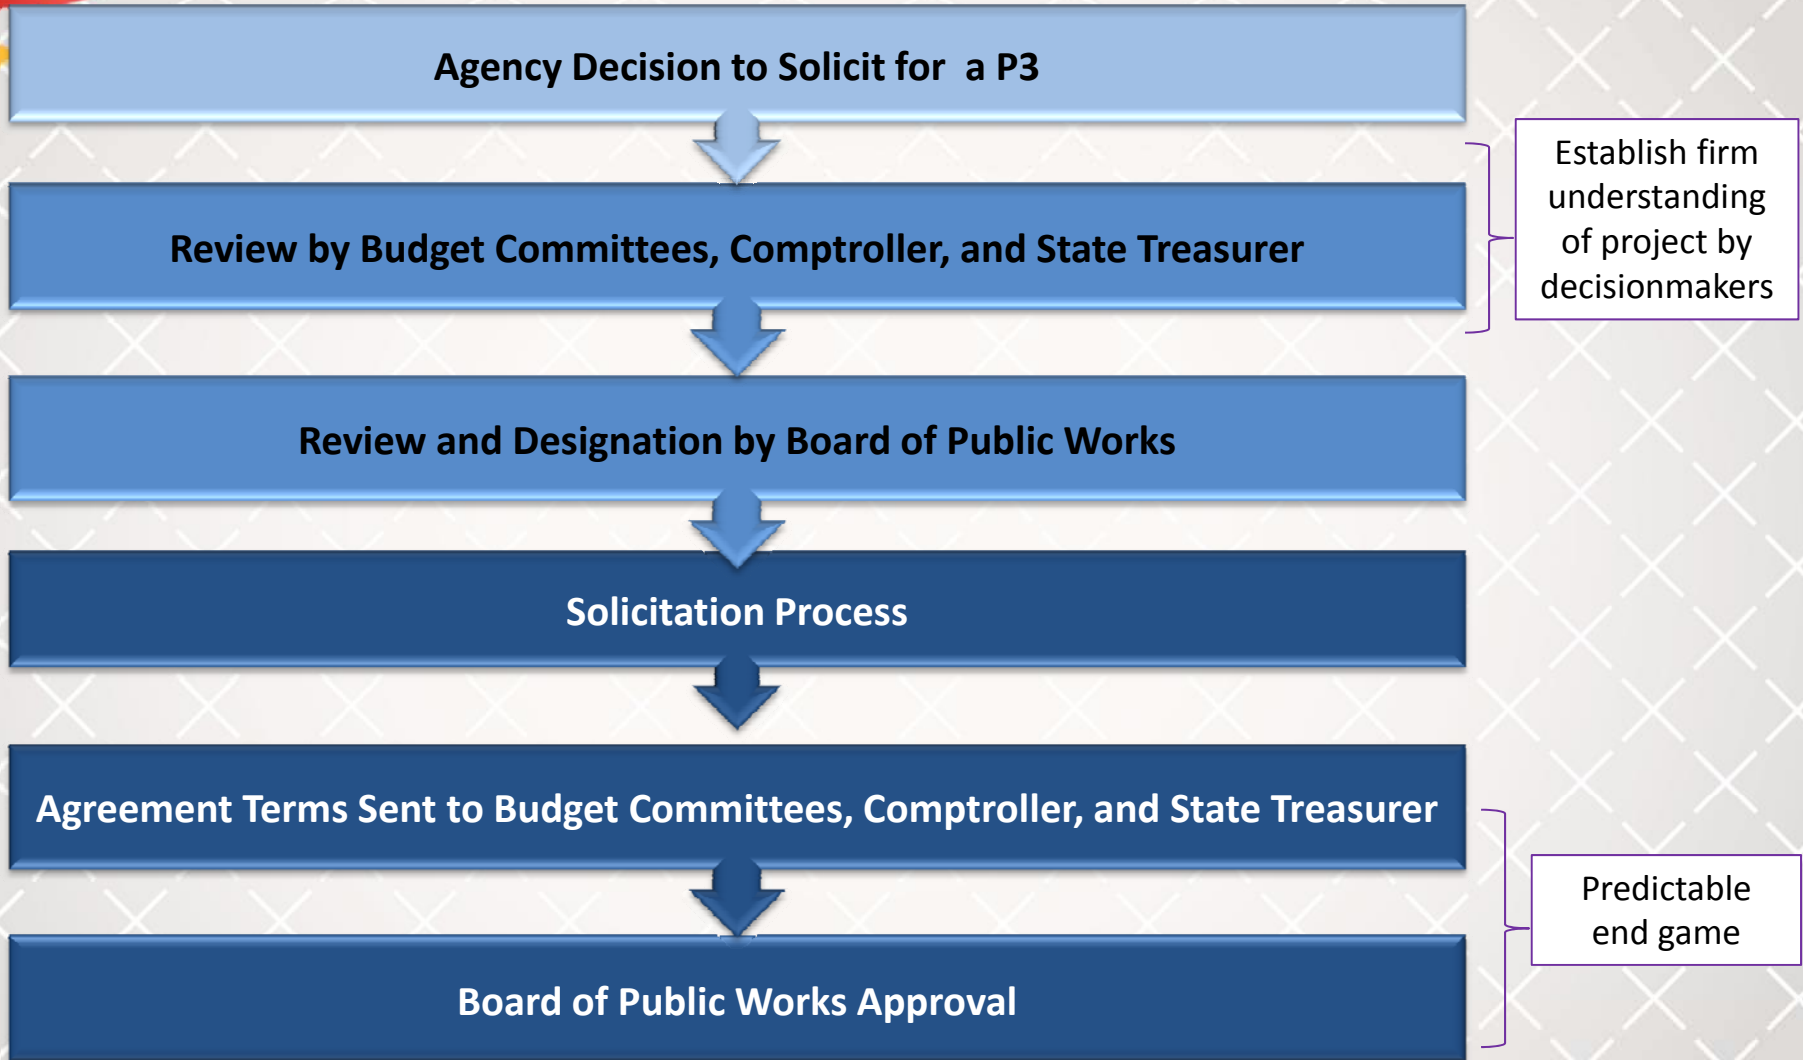 Agency Decision to Solicit for a P3
Establish firm
understanding
of project by
decisionmakers
Review by Budget Committees, Comptroller, and State Treasurer
Review and Designation by Board of Public Works
Solicitation Process
Agreement Terms Sent to Budget Committees, Comptroller, and State Treasurer
Predictable
end game
Board of Public Works Approval